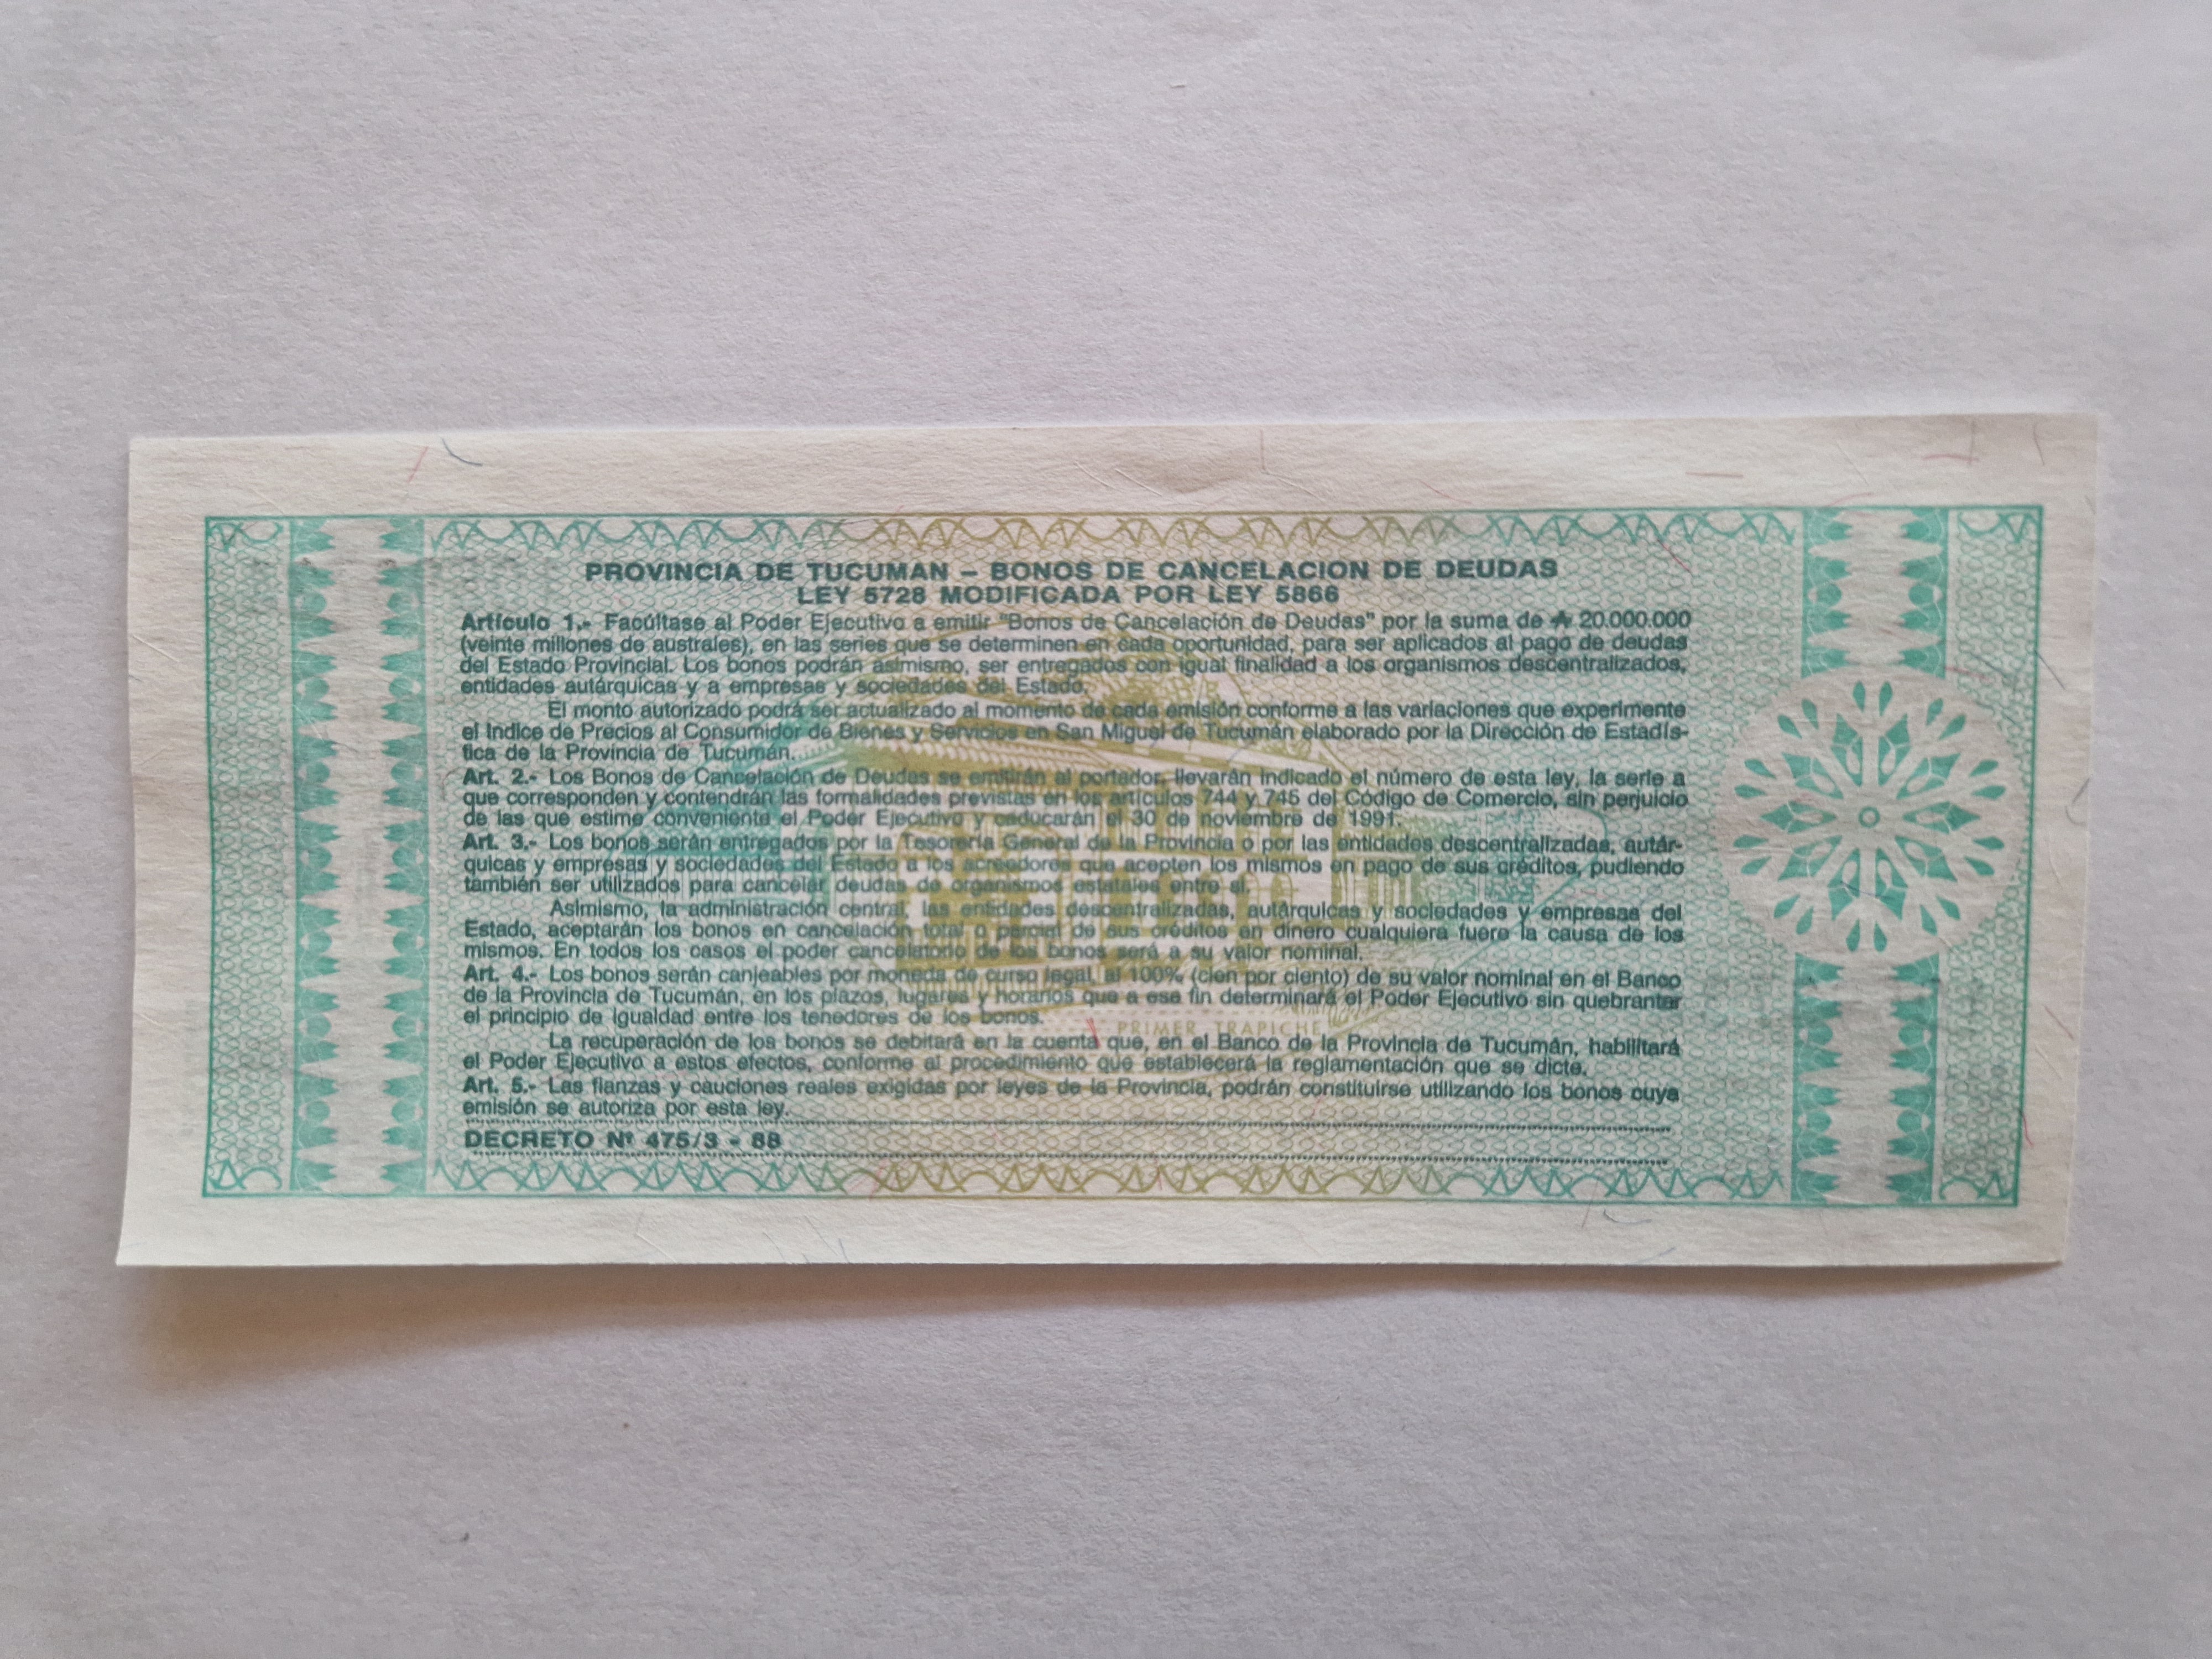 PROVINCIA DE TUCUMAN – BONOS DE CANCELACION DE DEUDAS
LEY 5728 MODIFICADA POR LEY 5866
Artículo 1.- Facúltase al Poder Ejecutivo a emitir "Bonos de Cancelación de Deudas" por la suma de ₳ 20.000.000
(veinte millones de australes), en las series que se determinen en cada oportunidad, para ser aplicados al pago de deudas
del Estado Provincial. Los bonos podrán asimismo, ser entregados con igual finalidad a los organismos descentralizados,
entidades autárquicas y a empresas y sociedades del Estado.
El monto autorizado podrá ser actualizado al momento de cada emisión conforme a las variaciones que experimente
el Indice de Precios al Consumidor de Bienes y Servicios en San Miguel de Tucumán elaborado por la Dirección de Estadís-
tica de la Provincia de Tucumán.
Art. 2.- Los Bonos de Cancelación de Deudas se emitirán al portador, llevarán indicado el número de esta ley, la serie a
que corresponden y contendrán las formalidades previstas en los artículos 744 y 745 del Código de Comercio, sin perjuicio
de las que estime conveniente el Poder Ejecutivo y caducarán el 30 de noviembre de 1991.
Art. 3.- Los bonos serán entregados por la Tesorería General de la Provincia o por las entidades descentralizadas, autár-
quicas y empresas y sociedades del Estado a los acreedores que acepten los mismos en pago de sus créditos, pudiendo
también ser utilizados para cancelar deudas de organismos estatales entre sí.
Asimismo, la administración central, las entidades descentralizadas, autárquicas y sociedades y empresas del
Estado, aceptarán los bonos en cancelación total o parcial de sus créditos en dinero cualquiera fuere la causa de los
mismos. En todos los casos el poder cancelatorio de los bonos será a su valor nominal.
Art. 4.- Los bonos serán canjeables por moneda de curso legal, al 100% (cien por ciento) de su valor nominal en el Banco
de la Provincia de Tucumán, en los plazos, lugares y horarios que a ese fin determinará el Poder Ejecutivo sin quebrantar
el principio de igualdad entre los tenedores de los bonos.
PRIMER TRAPICHE
La recuperación de los bonos se debitará en la cuenta que, en el Banco de la Provincia de Tucumán, habilitará
el Poder Ejecutivo a estos efectos, conforme al procedimiento que establecerá la reglamentación que se dicte.
Art. 5.- Las fianzas y cauciones reales exigidas por leyes de la Provincia, podrán constituirse utilizando los bonos cuya
emisión se autoriza por esta ley.
DECRETO Nº 475/3 - 88